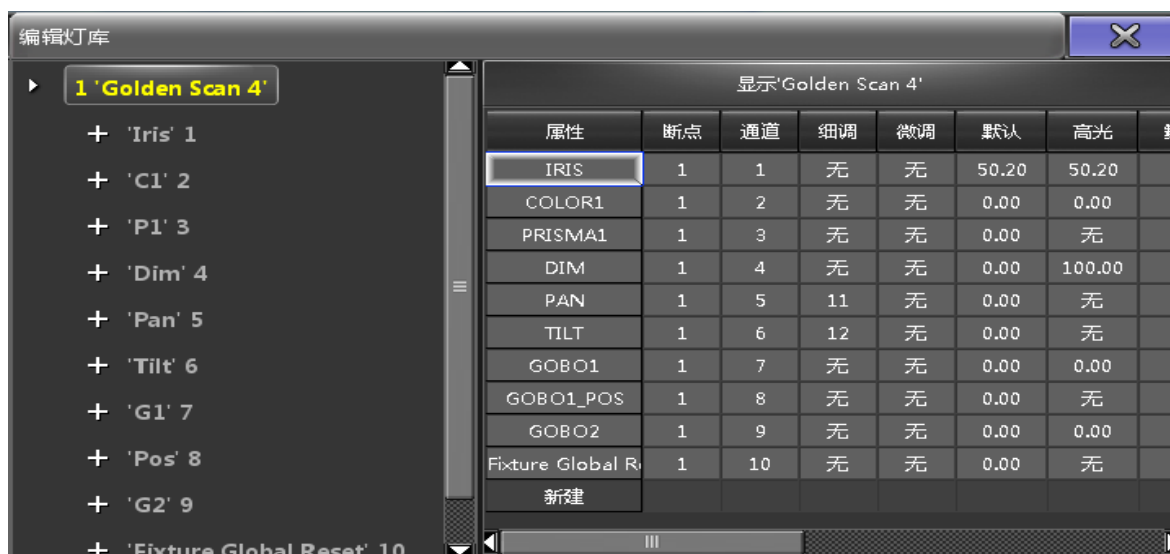 编辑灯库
1 'Golden Scan 4'
'Iris' 1
'C1' 2
'P1' 3
'Dim' 4
'Pan' 5
'Tilt' 6
'G1' 7
'Pos' 8
'G2' 9
'Fixture Global Reset' 10
显示'Golden Scan 4'
属性 断点 通道 细调 微调 默认 高光
IRIS 1 1 无 无 50.20 50.20
COLOR1 1 2 无 无 0.00 0.00
PRISMA1 1 3 无 无 0.00 无
DIM 1 4 无 无 0.00 100.00
PAN 1 5 11 无 0.00 无
TILT 1 6 12 无 0.00 无
GOBO1 1 7 无 无 0.00 0.00
GOBO1_POS 1 8 无 无 0.00 无
GOBO2 1 9 无 无 0.00 0.00
Fixture Global 1 10 无 无 0.00 无
新建